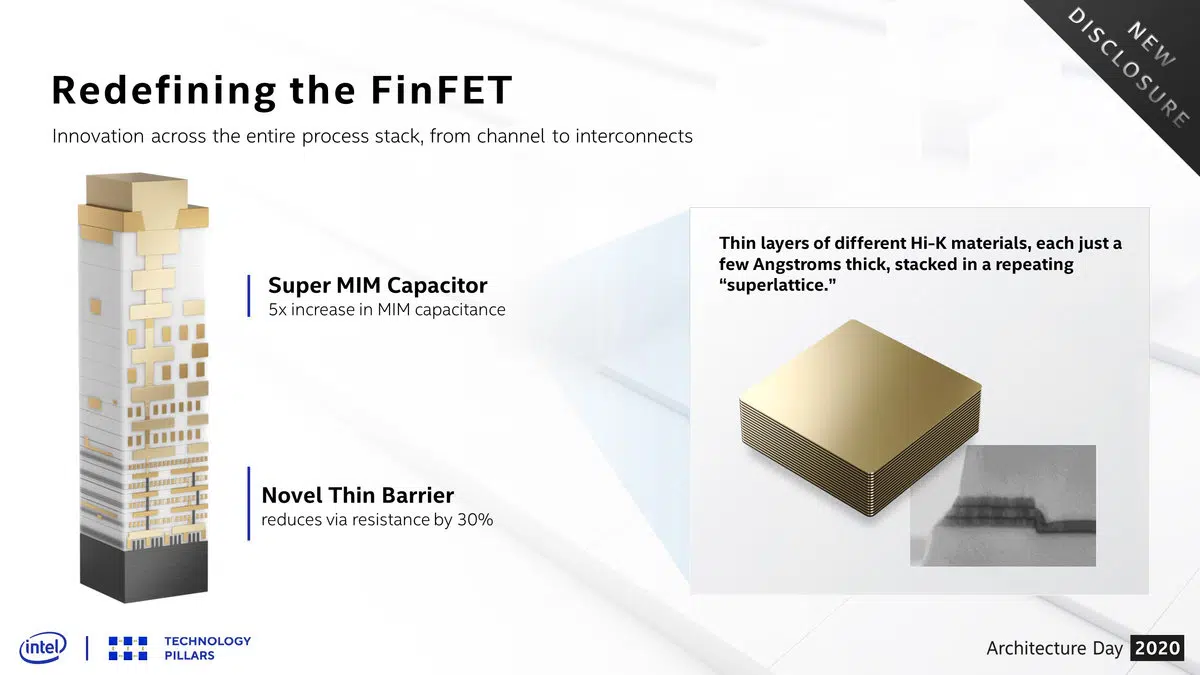 NEW
DISCLOSURE
Redefining the FinFET
Innovation across the entire process stack, from channel to interconnects
Super MIM Capacitor
5x increase in MIM capacitance
Novel Thin Barrier
reduces via resistance by 30%
Thin layers of different Hi-K materials, each just a
few Angstroms thick, stacked in a repeating
“superlattice.”
intel
TECHNOLOGY
PILLARS
Architecture Day 2020